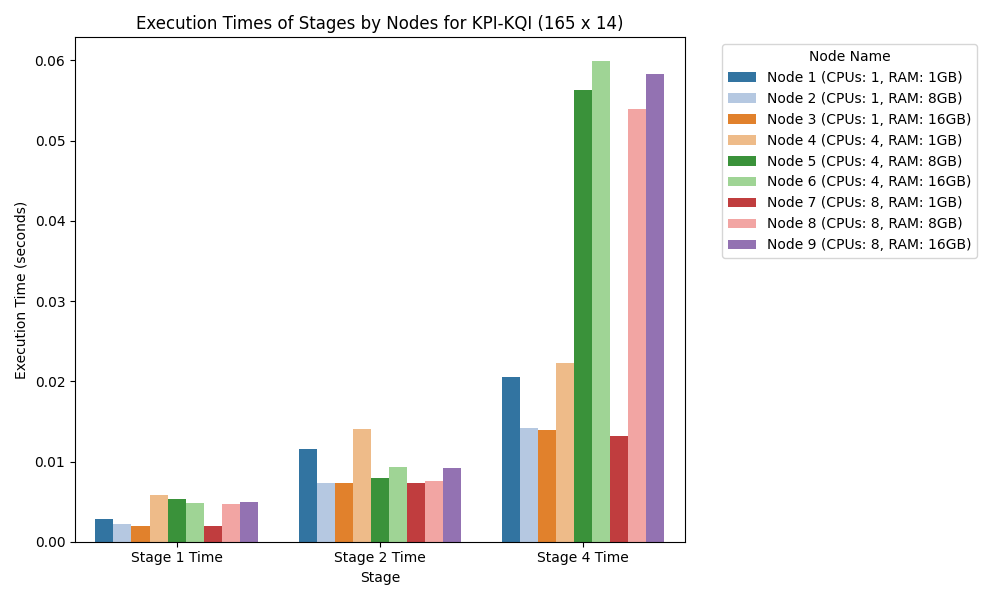 Execution Times of Stages by Nodes for KPI-KQI (165 x 14)
Execution Time (seconds)
0.06
0.05
0.04
0.03
0.02
0.01
0.00
Stage 1 Time
Stage 2 Time
Stage 4 Time
Stage
Node Name
Node 1 (CPUs: 1, RAM: 1GB)
Node 2 (CPUs: 1, RAM: 8GB)
Node 3 (CPUs: 1, RAM: 16GB)
Node 4 (CPUs: 4, RAM: 1GB)
Node 5 (CPUs: 4, RAM: 8GB)
Node 6 (CPUs: 4, RAM: 16GB)
Node 7 (CPUs: 8, RAM: 1GB)
Node 8 (CPUs: 8, RAM: 8GB)
Node 9 (CPUs: 8, RAM: 16GB)